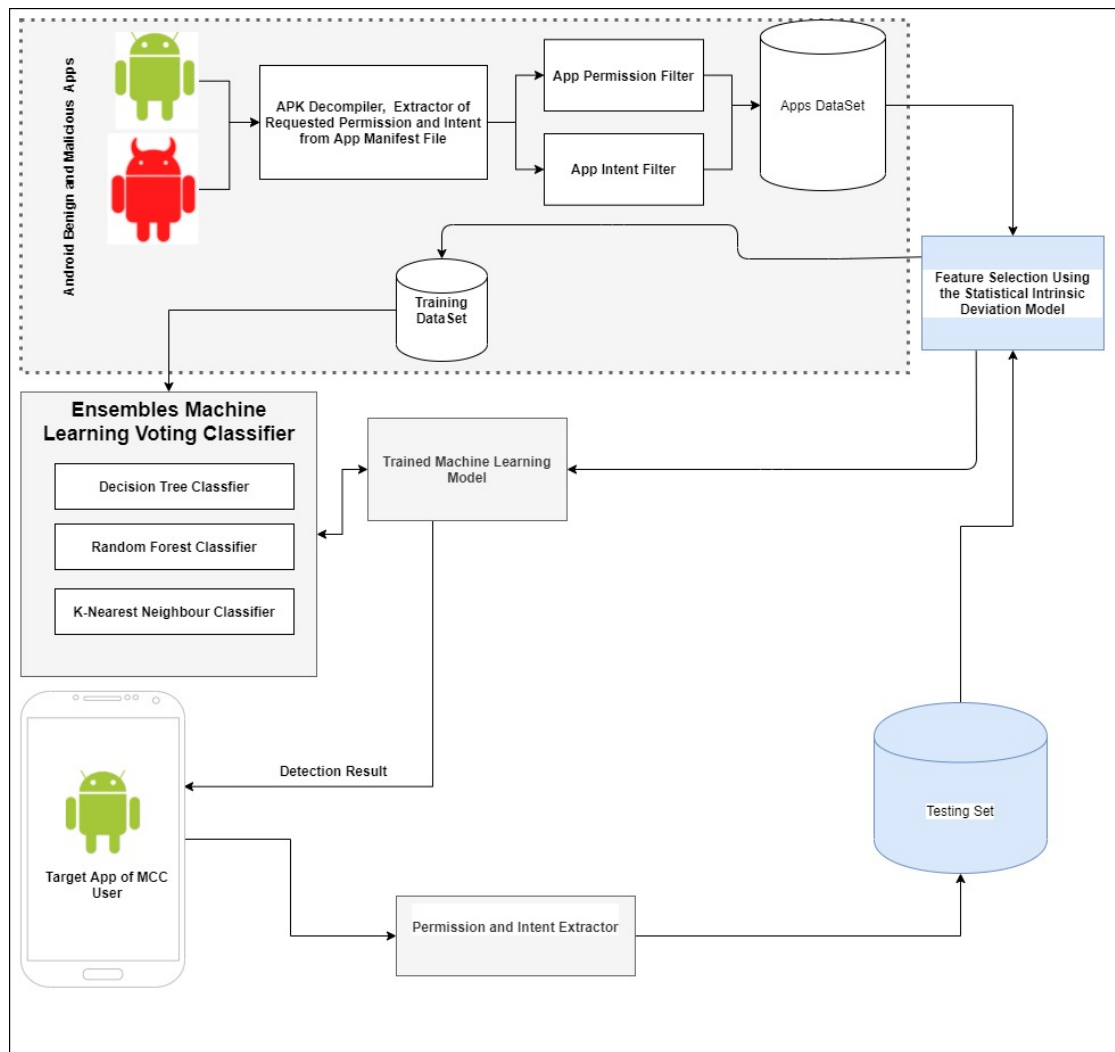 Android Benign and Malicious Apps
APK Decompiler, Extractor of
Requested Permission and Intent
from App Manifest File
App Permission Filter
App Intent Filter
Apps DataSet
Feature Selection Using
the Statistical Intrinsic
Deviation Model
Training
DataSet
Ensembles Machine
Learning Voting Classifier
Decision Tree Classfier
Random Forest Classifier
K-Nearest Neighbour Classifier
Trained Machine Learning
Model
Detection Result
Target App of MCC
User
Permission and Intent Extractor
Testing Set